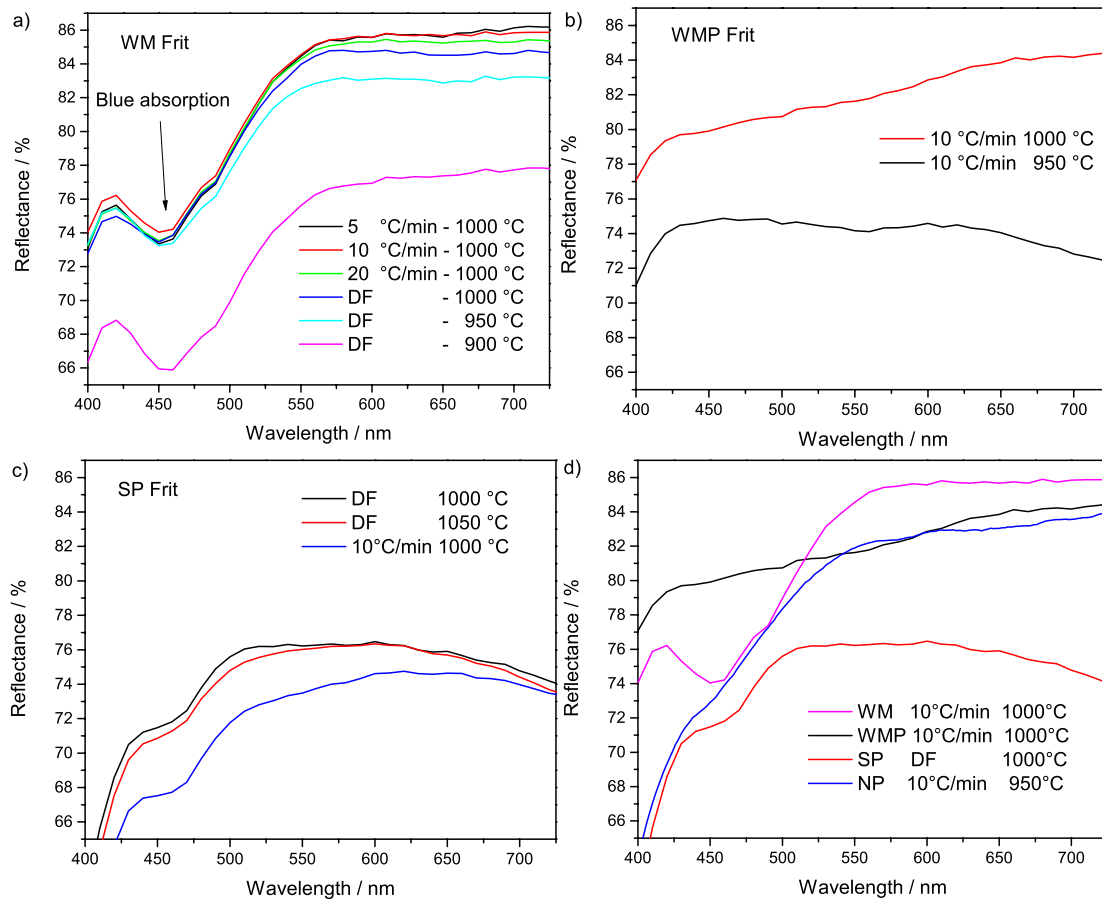 a)
WM Frit
Blue absorption
5 °C/min - 1000 °C
10 °C/min - 1000 °C
20 °C/min - 1000 °C
DF - 1000 °C
DF - 950 °C
DF - 900 °C
86
84
82
80
78
76
74
72
70
68
66
Reflectance / %
400 450 500 550 600 650 700
Wavelength / nm
b)
WMP Frit
10 °C/min 1000 °C
10 °C/min 950 °C
86
84
82
80
78
76
74
72
70
68
66
Reflectance / %
400 450 500 550 600 650 700
Wavelength / nm
c)
SP Frit
DF 1000 °C
DF 1050 °C
10°C/min 1000 °C
86
84
82
80
78
76
74
72
70
68
66
Reflectance / %
400 450 500 550 600 650 700
Wavelength / nm
d)
WM 10°C/min 1000°C
WMP 10°C/min 1000°C
SP DF 1000°C
NP 10°C/min 950°C
86
84
82
80
78
76
74
72
70
68
66
Reflectance / %
400 450 500 550 600 650 700
Wavelength / nm